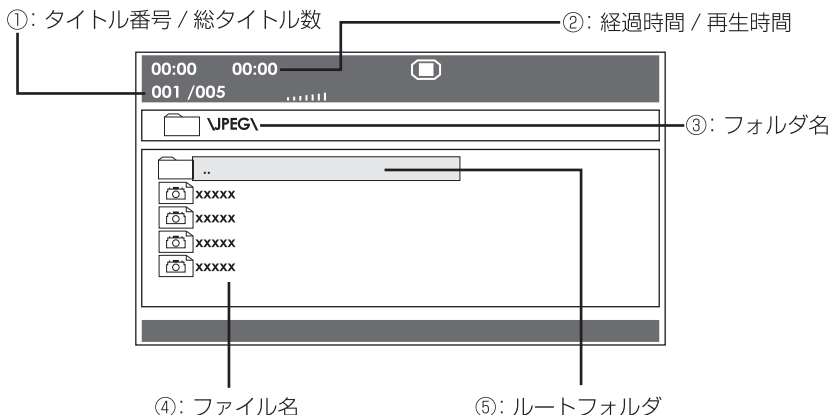 ①: タイトル番号 / 総タイトル数
②: 経過時間 / 再生時間
00:00 00:00
001 /005
\JPEG\
③: フォルダ名
..
xxxxx
xxxxx
xxxxx
xxxxx
④: ファイル名
⑤: ルートフォルダ